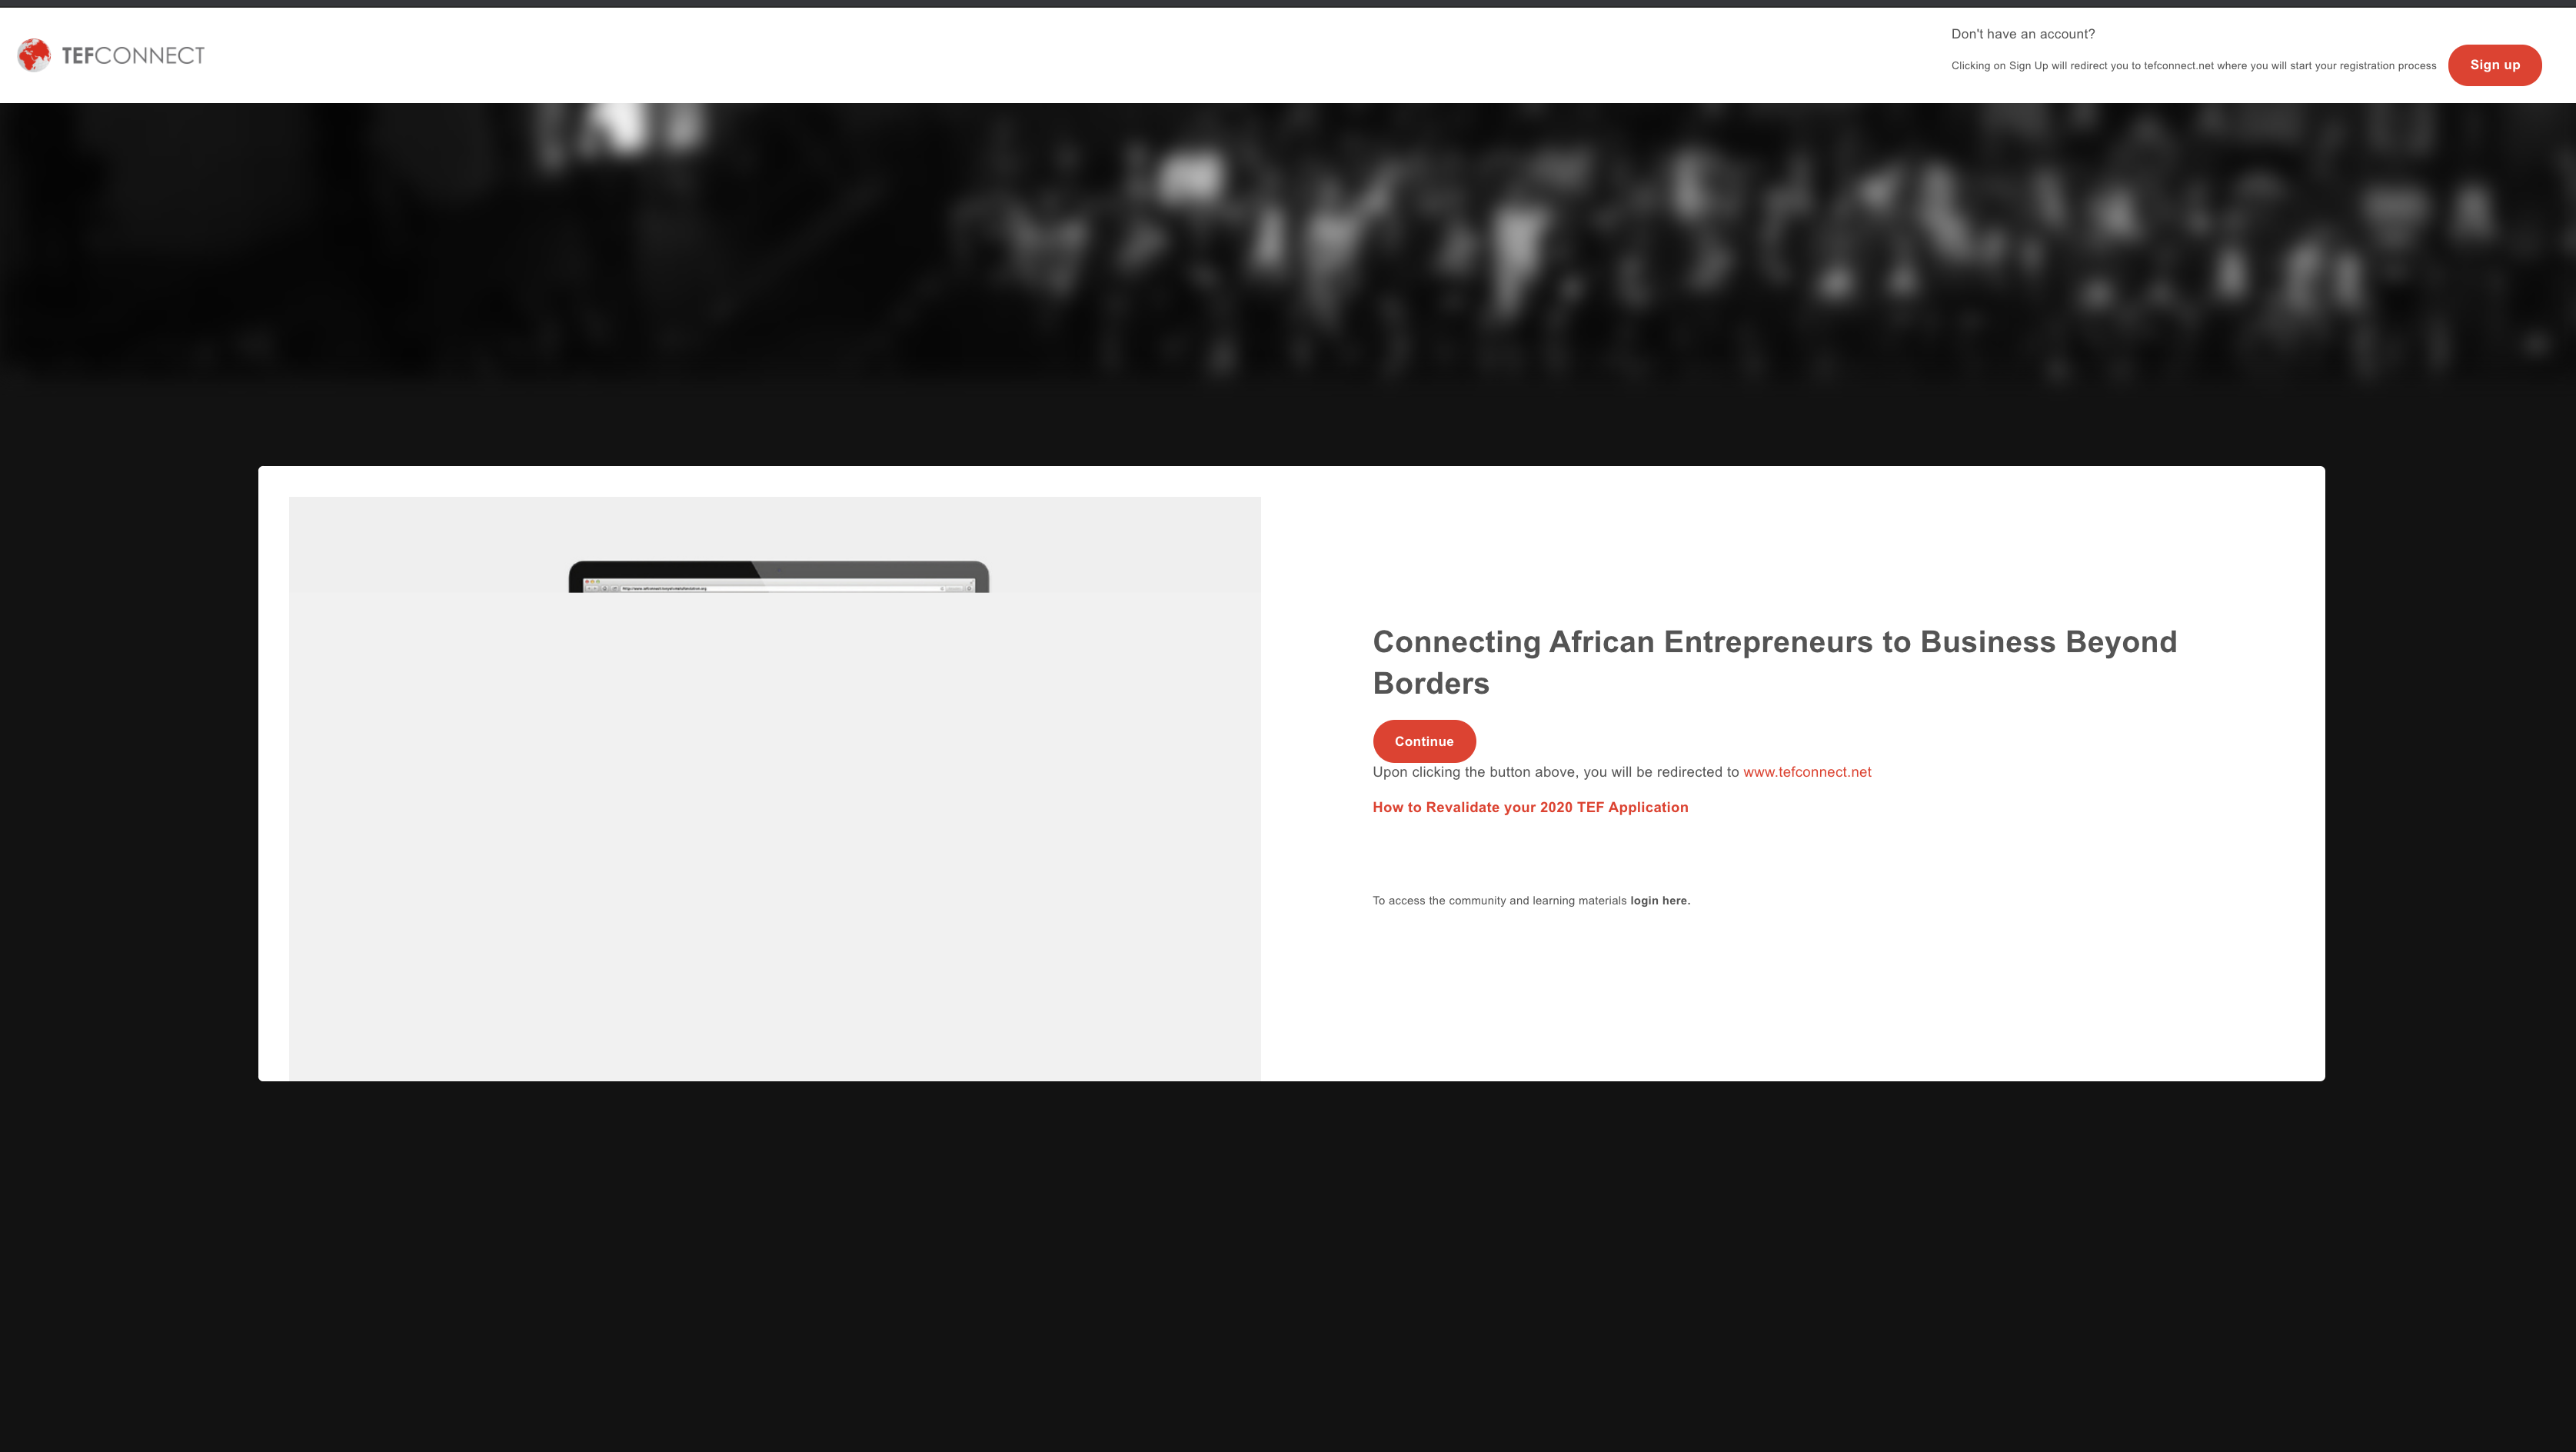 TEFCONNECT
Don't have an account?
Clicking on Sign Up will redirect you to tefconnect.net where you will start your registration process
Sign up
Connecting African Entrepreneurs to Business Beyond
Borders
Continue
Upon clicking the button above, you will be redirected to www.tefconnect.net
How to Revalidate your 2020 TEF Application
To access the community and learning materials login here.